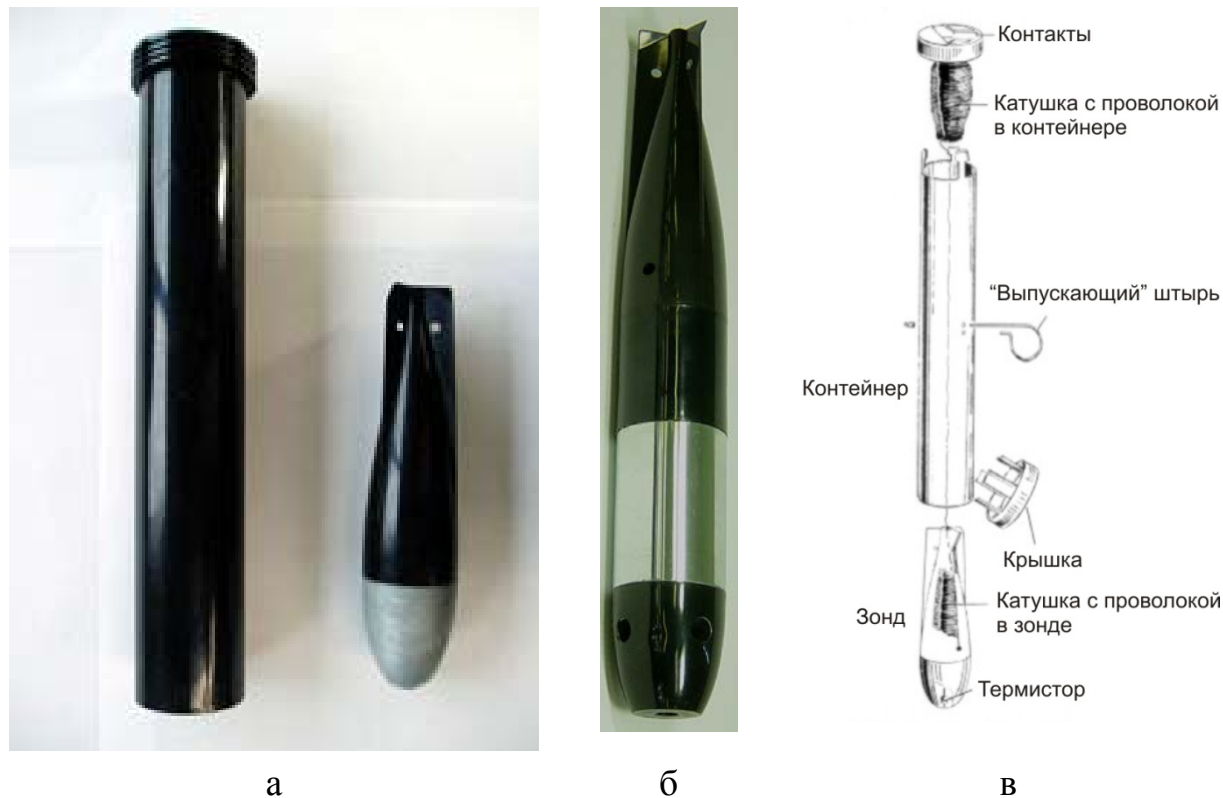 Контакты
Катушка с проволокой
в контейнере
“Выпускающий” штырь
Контейнер
Крышка
Катушка с проволокой
в зонде
Зонд
Термистор
а
б
в